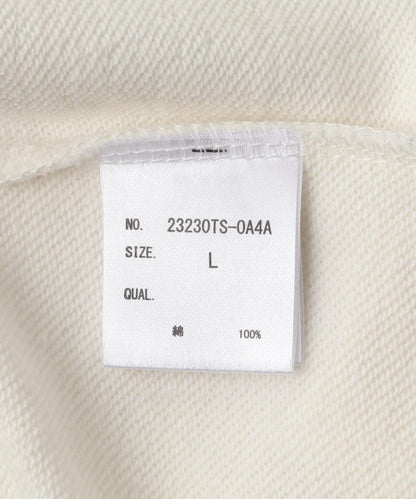 NO. 23230TS-0A4A
SIZE. L
QUAL.
綿 100%